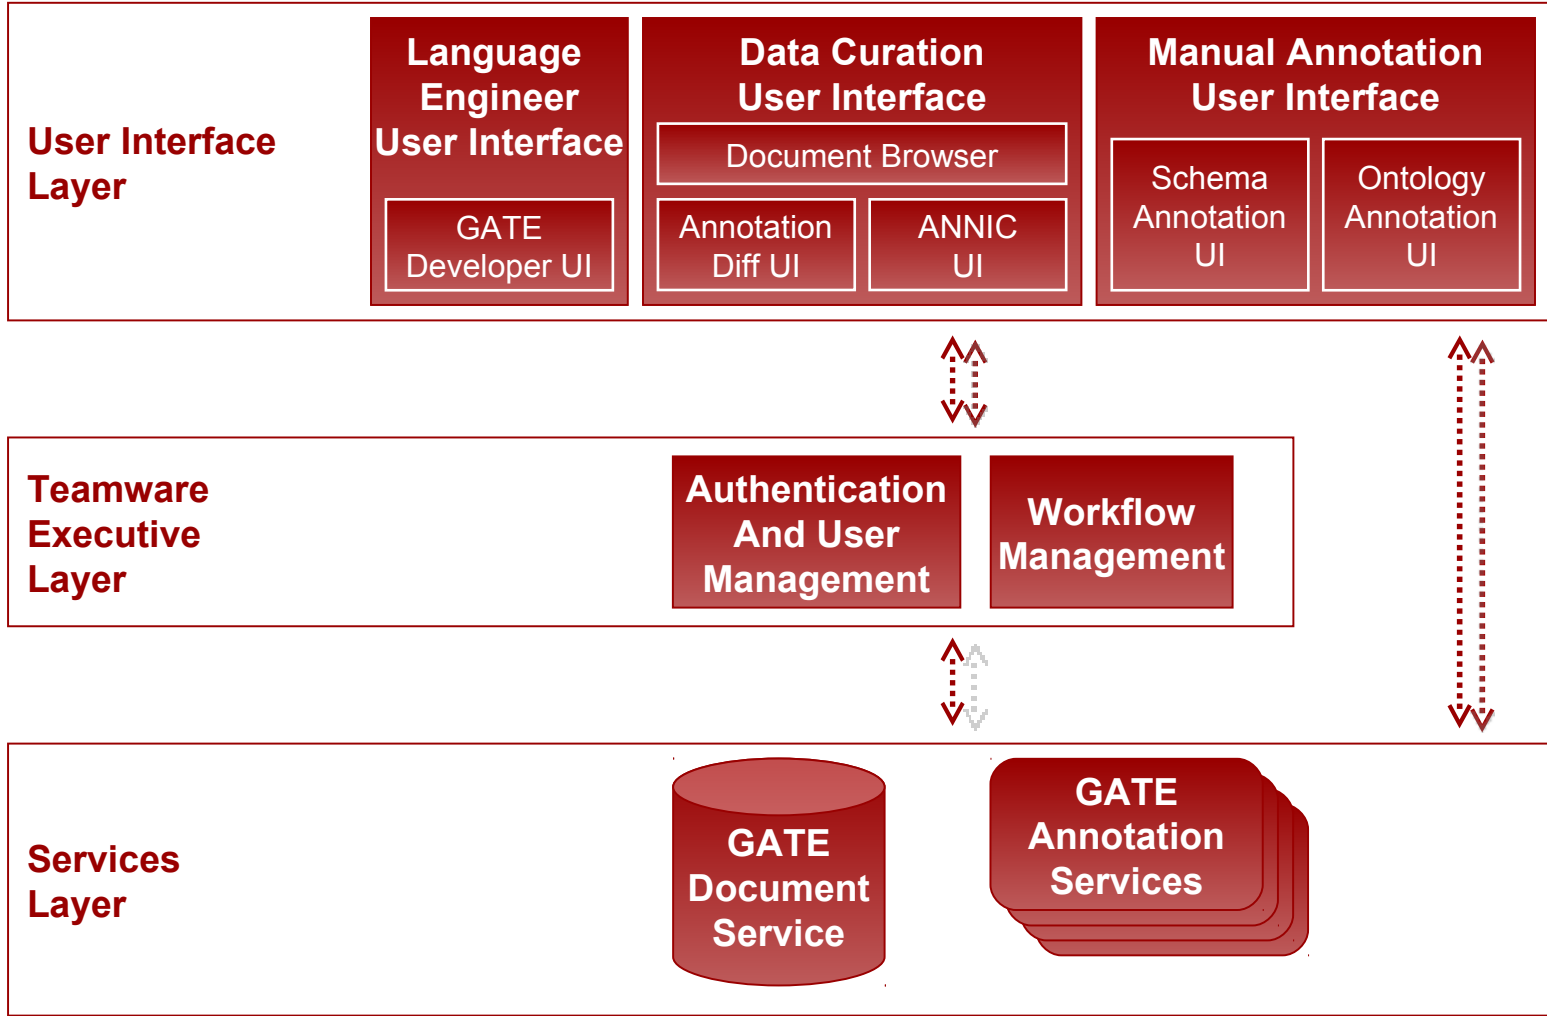 User Interface
Layer
Language
Engineer
User Interface
GATE
Developer UI
Data Curation
User Interface
Document Browser
Annotation
Diff UI
ANNIC
UI
Manual Annotation
User Interface
Schema
Annotation
UI
Ontology
Annotation
UI
Teamware
Executive
Layer
Authentication
And User
Management
Workflow
Management
Services
Layer
GATE
Document
Service
GATE
Annotation
Services